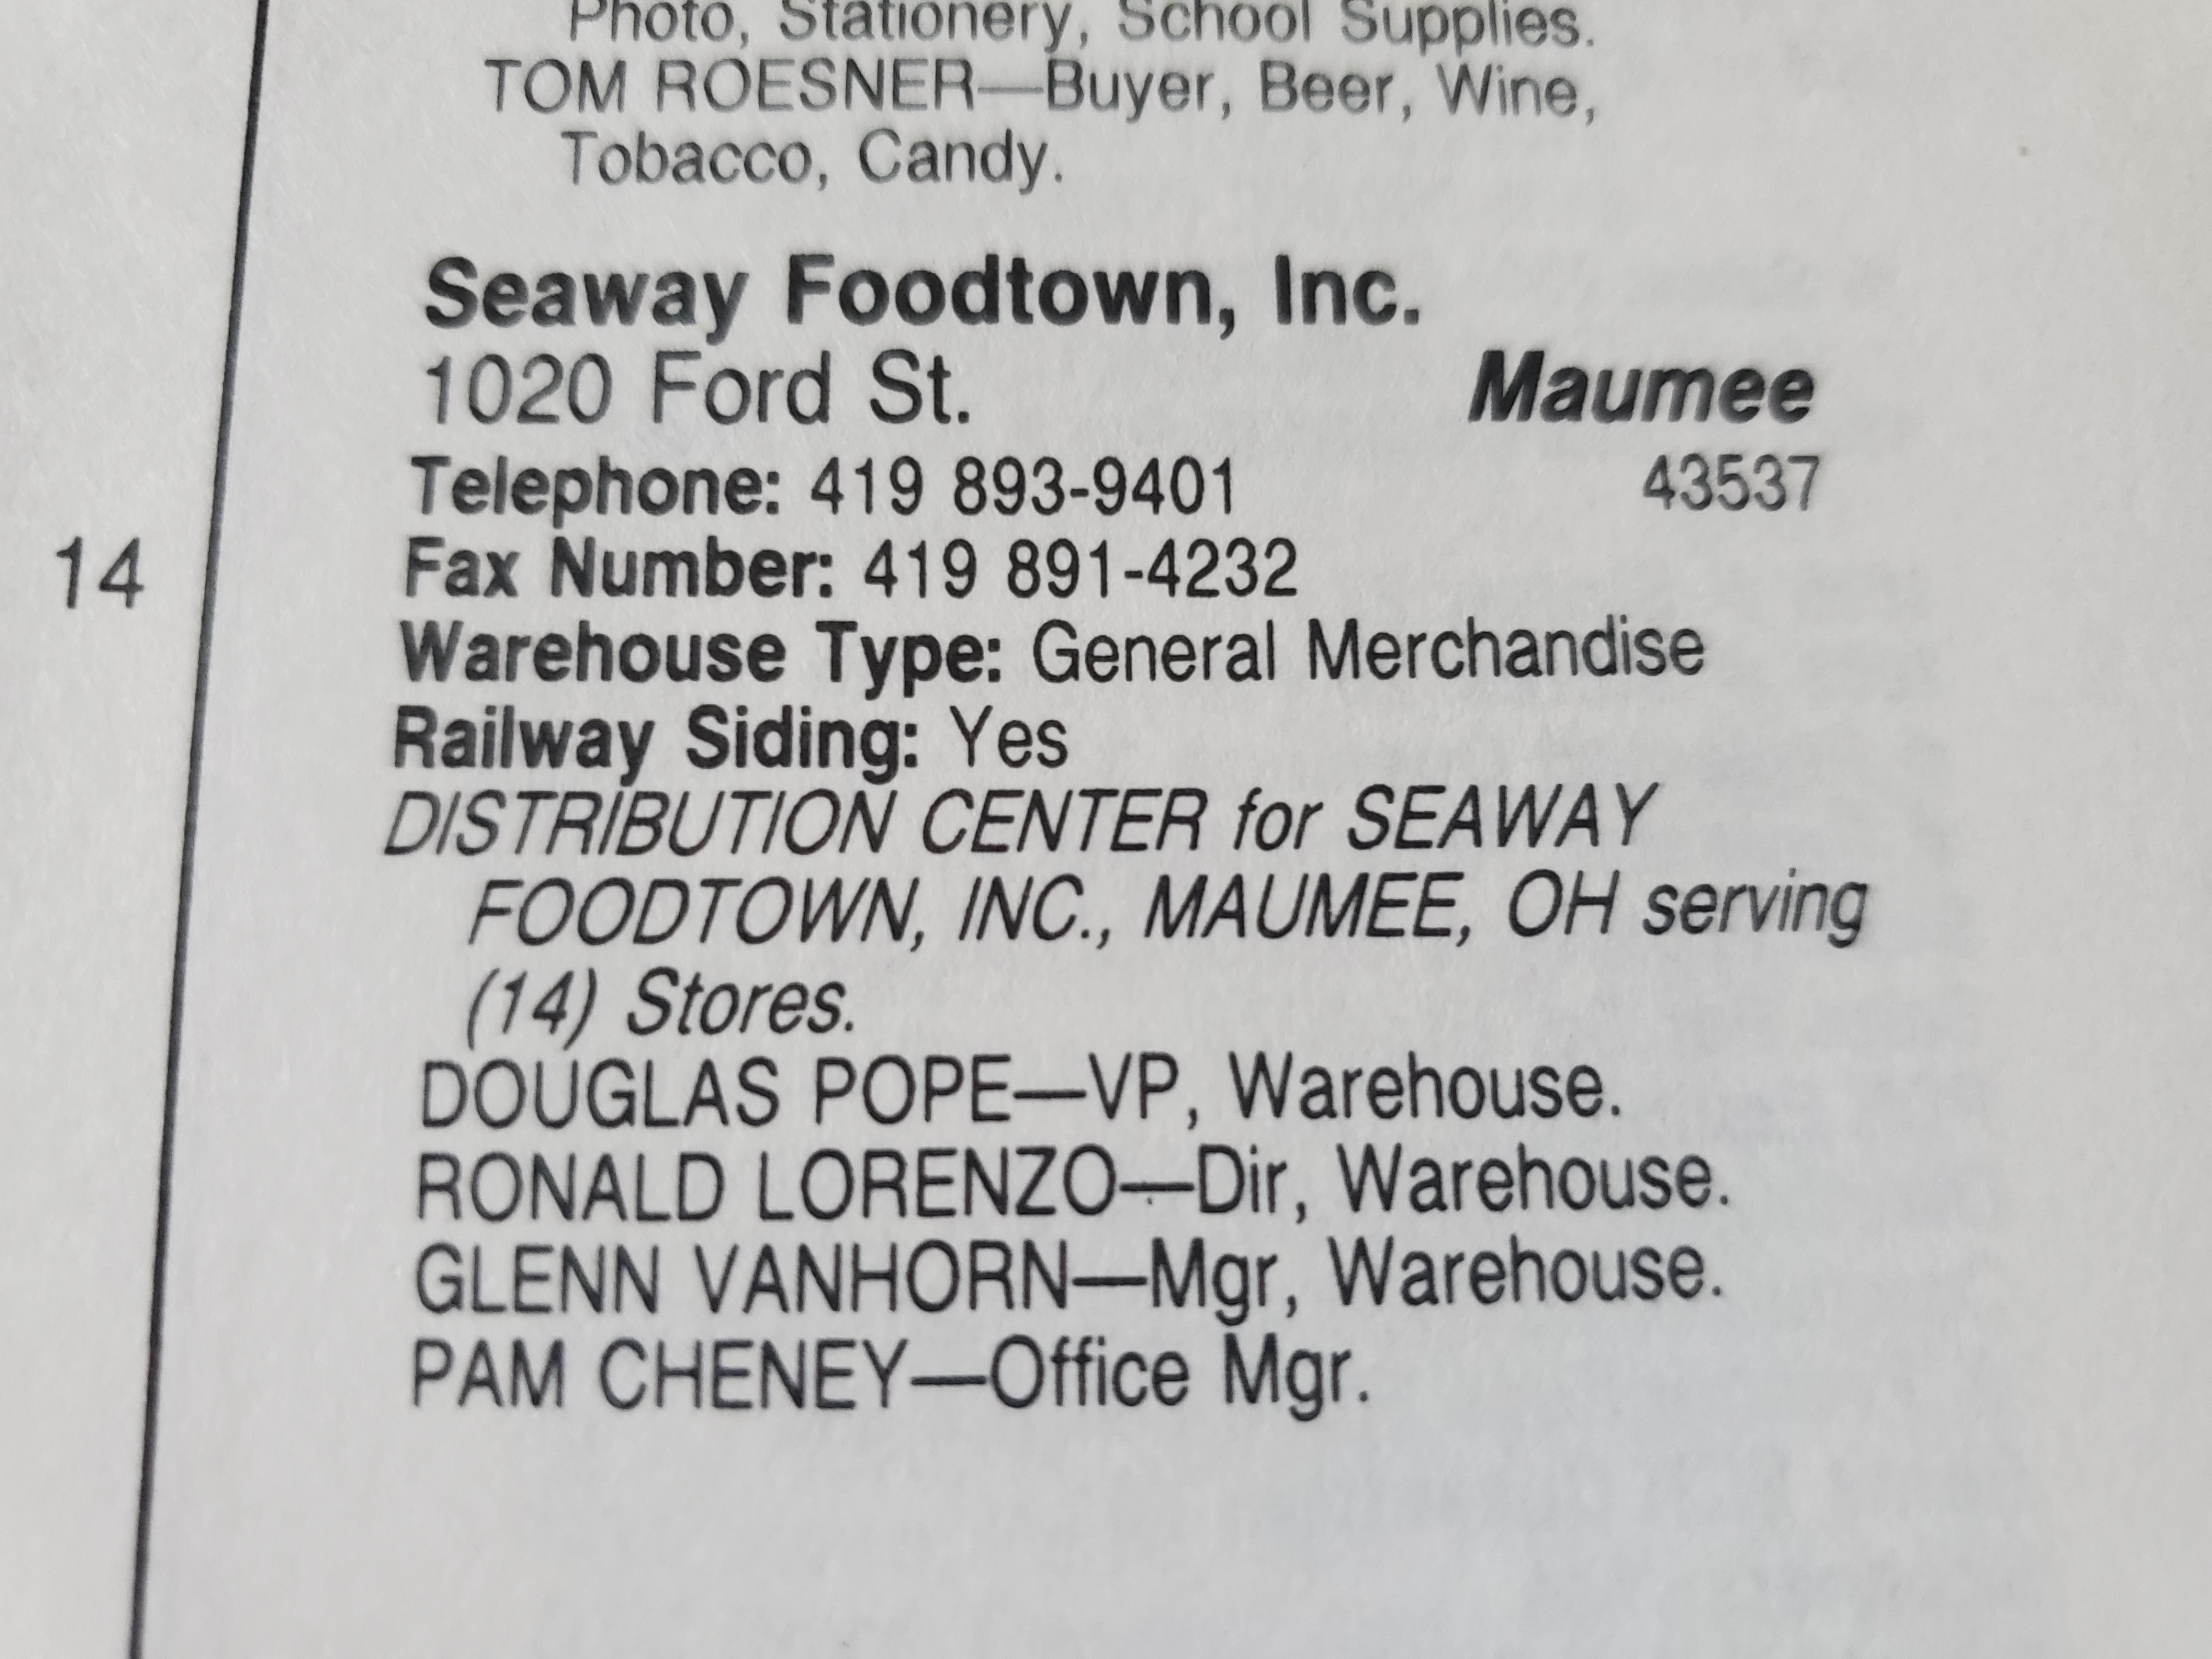 Photo, Stationery, School Supplies.
TOM ROESNER—Buyer, Beer, Wine,
Tobacco, Candy.
Seaway Foodtown, Inc.
1020 Ford St. Maumee
Telephone: 419 893-9401 43537
14 Fax Number: 419 891-4232
Warehouse Type: General Merchandise
Railway Siding: Yes
DISTRIBUTION CENTER for SEAWAY
FOODTOWN, INC., MAUMEE, OH serving
(14) Stores.
DOUGLAS POPE—VP, Warehouse.
RONALD LORENZO—Dir, Warehouse.
GLENN VANHORN—Mgr, Warehouse.
PAM CHENEY—Office Mgr.